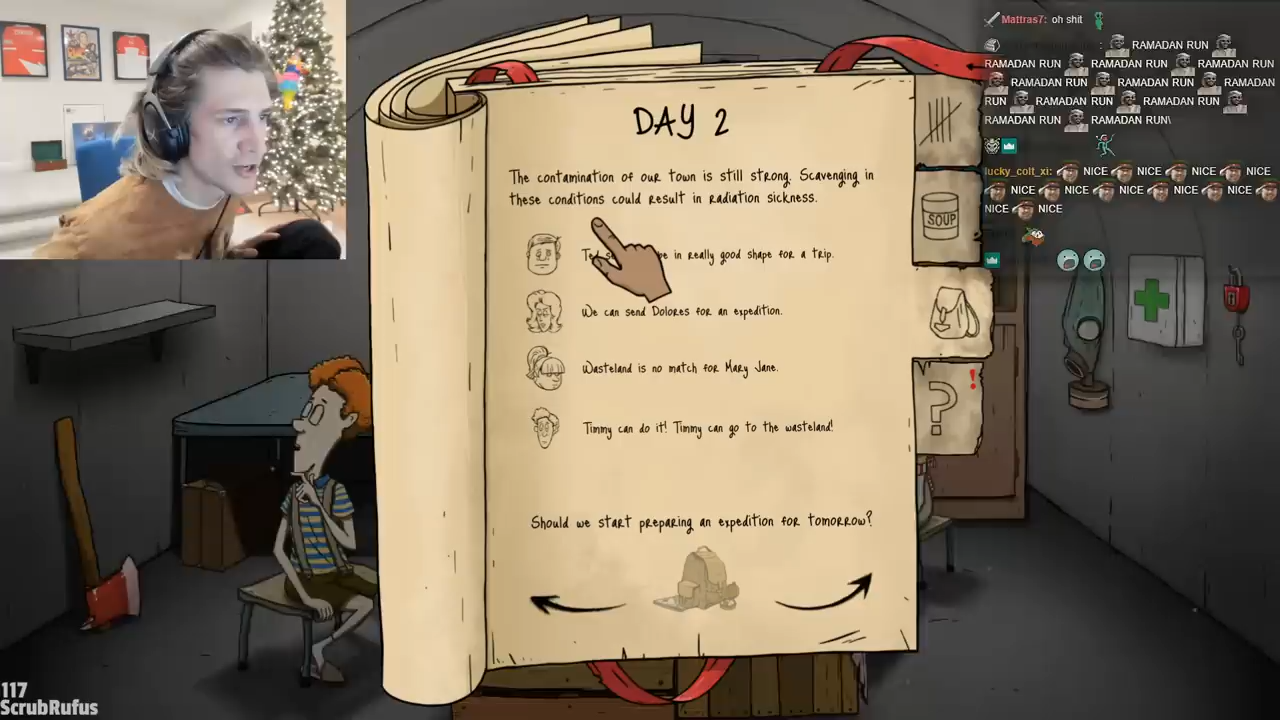 DAY 2
The contamination of our town is still strong. Scavenging in
these conditions could result in radiation sickness.
in really good shape for a trip.
We can send Dolores for an expedition.
Wasteland is no match for Mary Jane.
Timmy can do it! Timmy can go to the wasteland!
Should we start preparing an expedition for tomorrow?
SOUP
?
!
Mattras7: oh shit
: RAMADAN RUN
RAMADAN RUN RAMADAN RUN RAMADAN RUN
RAMADAN RUN RAMADAN RUN RAMADAN
RUN RAMADAN RUN RAMADAN RUN
RAMADAN RUN RAMADAN RUN\
lucky_colt_xi: NICE NICE NICE
NICE NICE NICE NICE NICE
NICE NICE
117
ScrubRufus